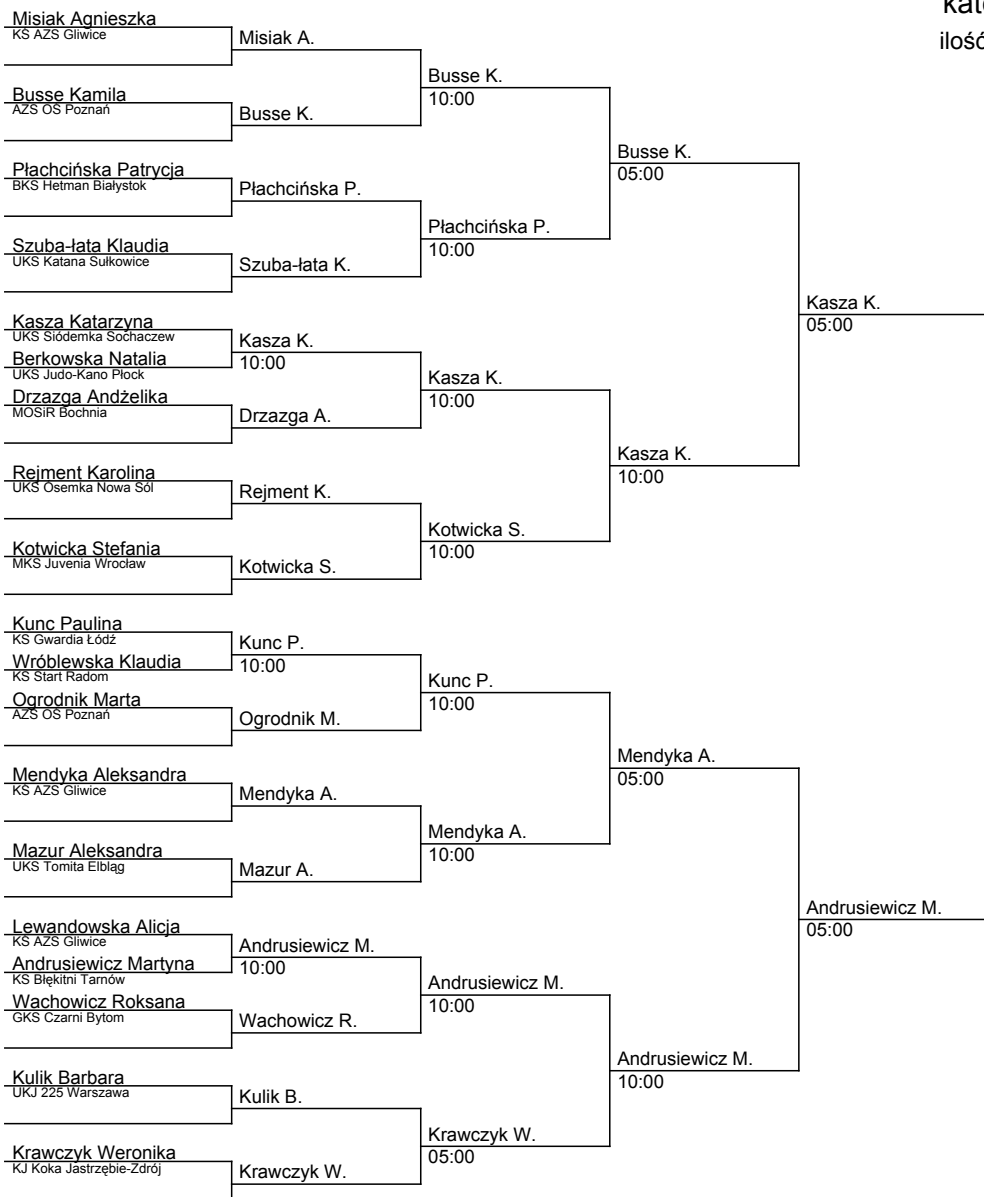 kat
ilość
Misiak Agnieszka
KS AZS Gliwice
Misiak A.
Busse K.
10:00
Busse Kamila
AZS OŚ Poznań
Busse K.
Busse K.
05:00
Płachcińska Patrycja
BKS Hetman Białystok
Płachcińska P.
Płachcińska P.
10:00
Szuba-łata Klaudia
UKS Katana Sułkowice
Szuba-łata K.
Kasza K.
05:00
Kasza Katarzyna
UKS Siódemka Sochaczew
Kasza K.
10:00
Berkowska Natalia
UKS Judo-Kano Płock
Kasza K.
10:00
Drzazga Andżelika
MOSiR Bochnia
Drzazga A.
Kasza K.
10:00
Rejment Karolina
UKS Ósemka Nowa Sól
Rejment K.
Kotwicka S.
10:00
Kotwicka Stefania
MKS Juvenia Wrocław
Kotwicka S.
Kunc Paulina
KS Gwardia Łódź
Kunc P.
10:00
Wróblewska Klaudia
KS Start Radom
Kunc P.
10:00
Ogrodnik Marta
AZS OŚ Poznań
Ogrodnik M.
Mendyka A.
05:00
Mendyka Aleksandra
KS AZS Gliwice
Mendyka A.
Mendyka A.
10:00
Mazur Aleksandra
UKS Tomita Elbląg
Mazur A.
Andrusiewicz M.
05:00
Lewandowska Alicja
KS AZS Gliwice
Andrusiewicz M.
10:00
Andrusiewicz Martyna
KS Błękitni Tarnów
Andrusiewicz M.
10:00
Wachowicz Roksana
GKS Czarni Bytom
Wachowicz R.
Andrusiewicz M.
10:00
Kulik Barbara
UKJ 225 Warszawa
Kulik B.
Krawczyk W.
05:00
Krawczyk Weronika
KJ Koka Jastrzębie-Zdrój
Krawczyk W.